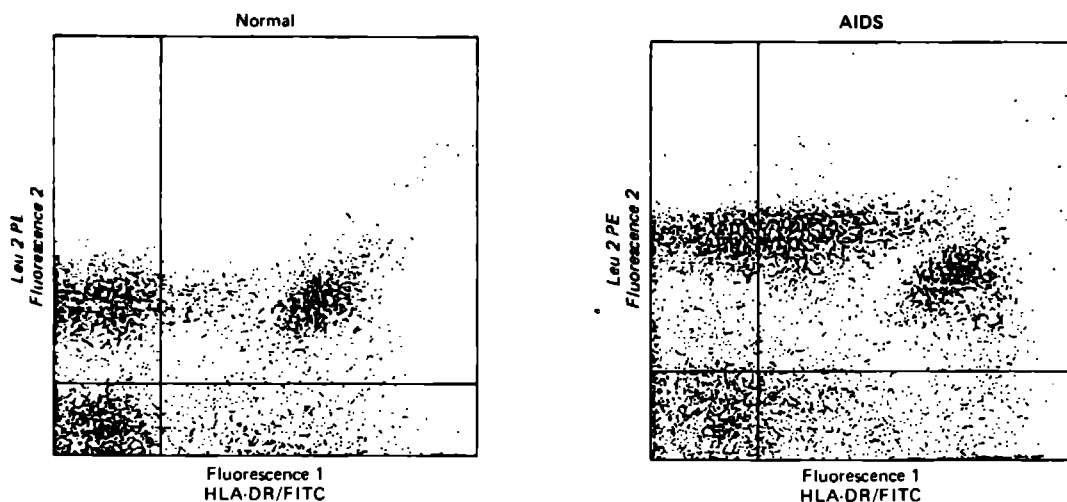 Normal
Leu 2 PL
Fluorescence 2
Fluorescence 1
HLA·DR/FITC
AIDS
Leu 2 PE
Fluorescence 2
Fluorescence 1
HLA·DR/FITC